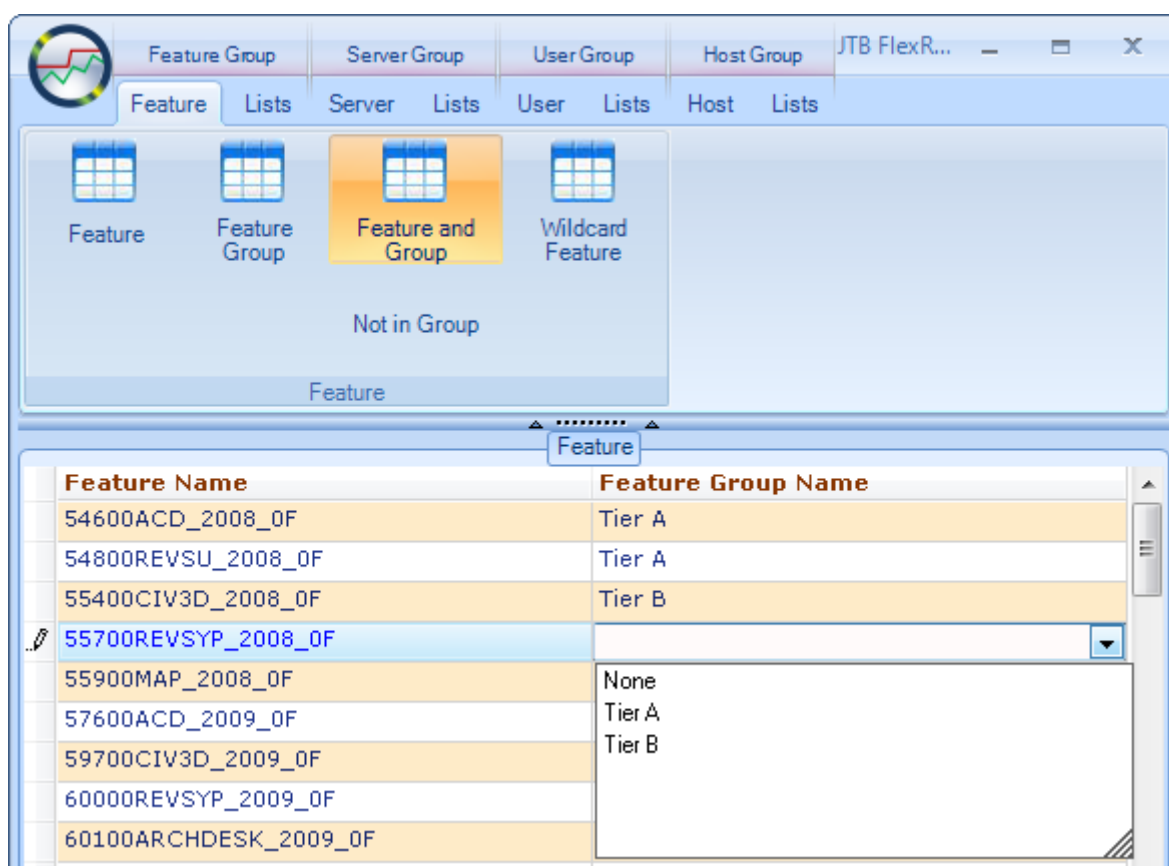 Feature Group Server Group User Group Host Group JTB FlexR...
Feature Lists Server Lists User Lists Host Lists
Feature Feature Group Feature and Group Wildcard Feature
Not in Group
Feature
Feature
Feature Name Feature Group Name
54600ACD_2008_0F Tier A
54800REVSU_2008_0F Tier A
55400CIV3D_2008_0F Tier B
55700REVSYP_2008_0F
55900MAP_2008_0F None
57600ACD_2009_0F Tier A
59700CIV3D_2009_0F Tier B
60000REVSYP_2009_0F
60100ARCHDESK_2009_0F